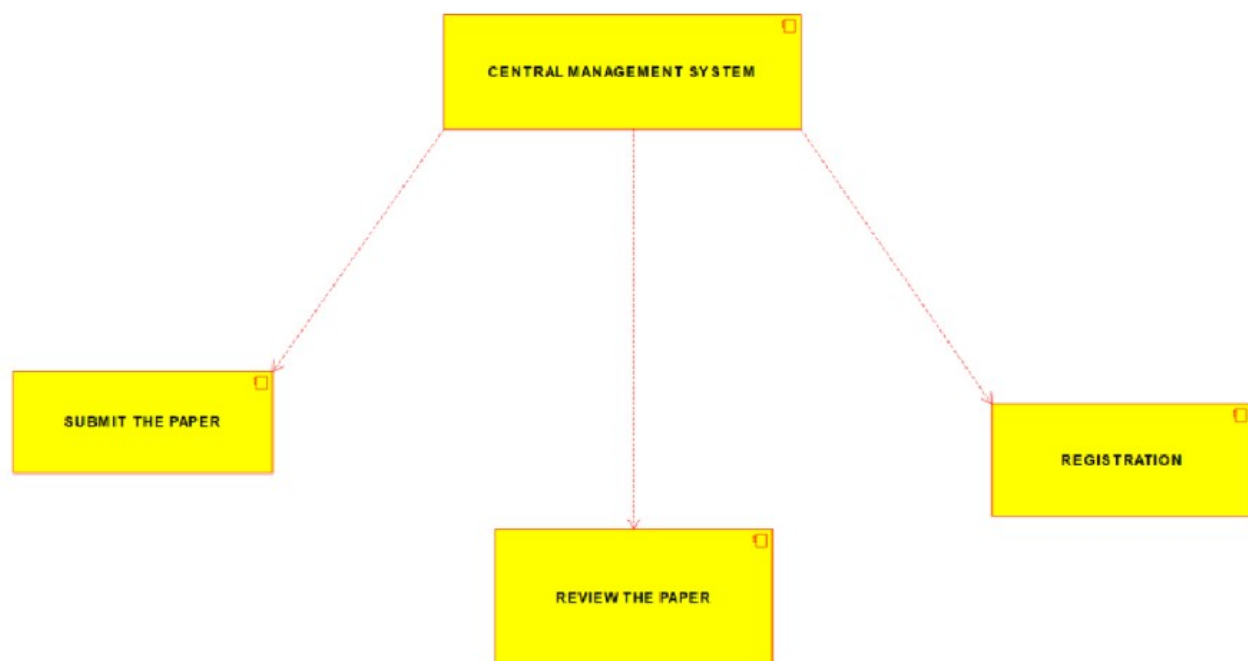 CENTRAL MANAGEMENT SYSTEM
SUBMIT THE PAPER
REGISTRATION
REVIEW THE PAPER